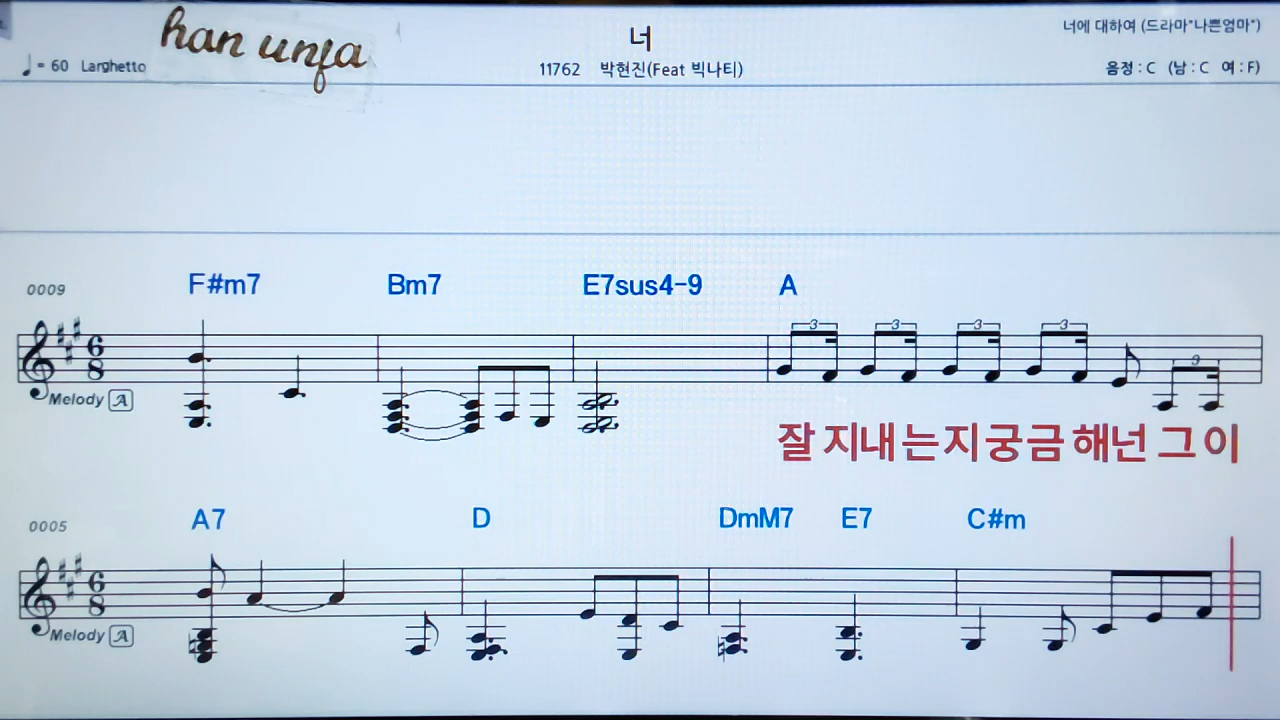 han unfa
너
너에 대하여 (드라마"나쁜엄마")
♩= 60 Larghetto
11762 박현진(Feat 빅나티)
음정 : C (남 : C 여 : F)
0009
F#m7 Bm7 E7sus4-9 A
3 3 3 3
6
8
Melody A
잘 지내는지 궁금해 넌 그 이
0005
A7 D DmM7 E7 C#m
6
8
Melody A